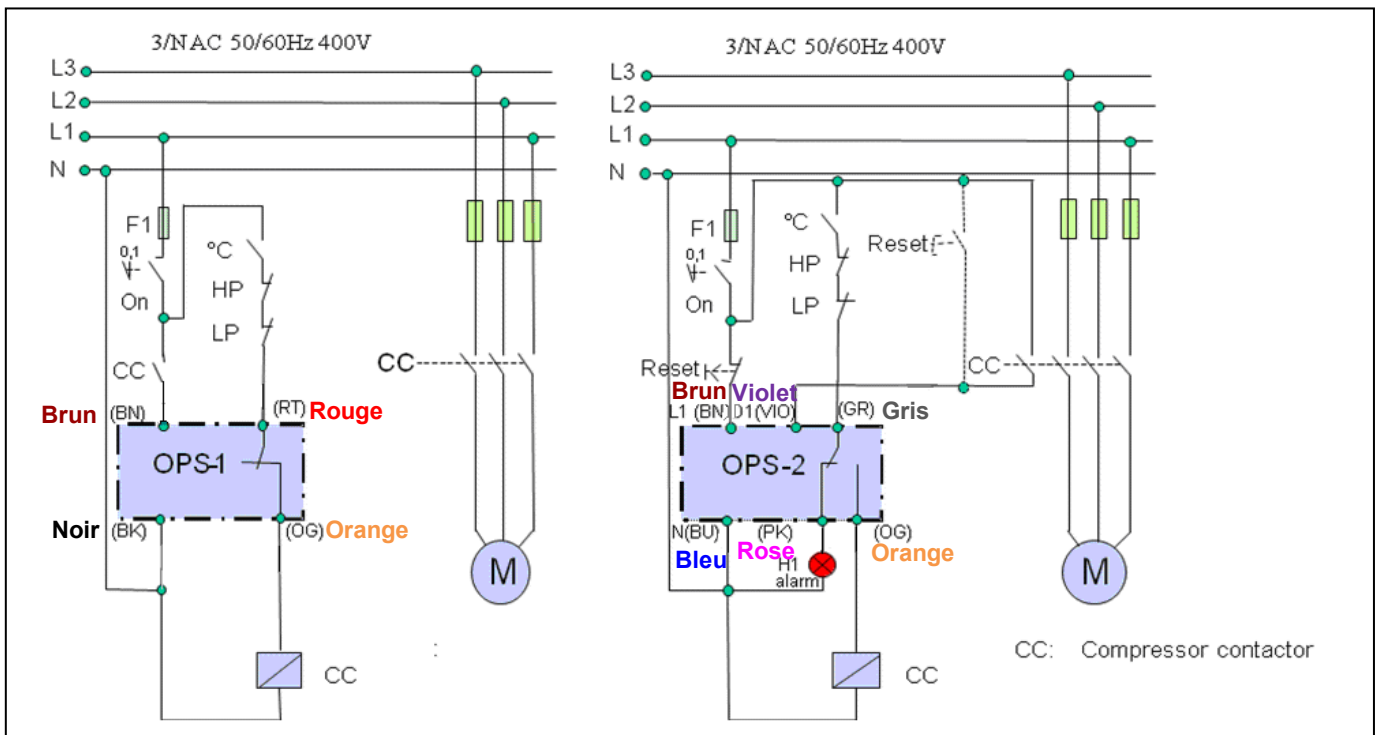 3/NAC 50/60Hz 400V
L3
L2
L1
N
F1
0,1
On
°C
HP
LP
CC
CC
Brun (BN)
(RT) Rouge
OPS-1
Noir (BK)
(OG) Orange
M
CC
:
3/NAC 50/60Hz 400V
L3
L2
L1
N
F1
0,1
On
°C
HP
LP
Reset
Reset
CC
Brun Violet
L1 (BN) D1(VIO) (GR) Gris
OPS-2
N(BU) (PK) (OG)
Bleu Rose Orange
H1
alarm
M
CC
CC: Compressor contactor